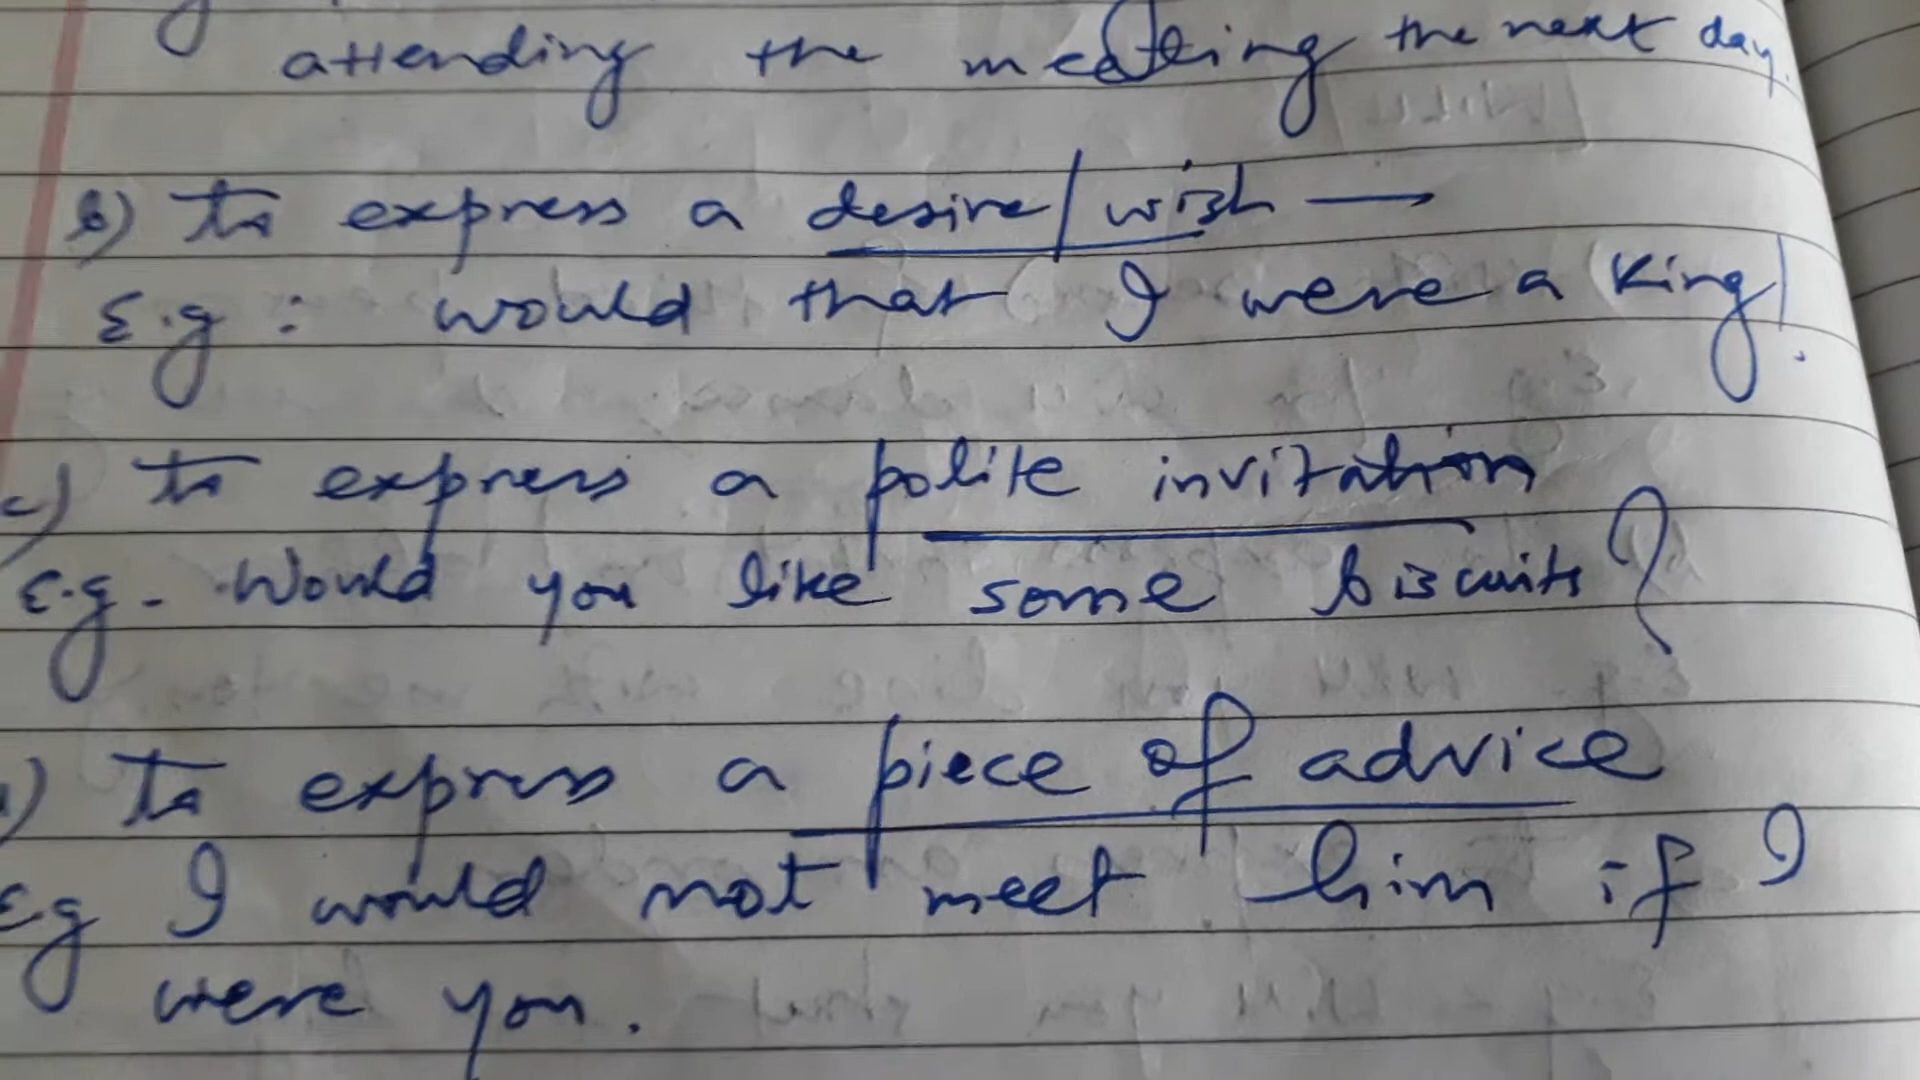 attending the meeting the next day.
b) To express a desire/wish →
E.g : would that I were a King!
c) To express a polite invitation
E.g. Would you like some biscuits?
) To express a piece of advice
E.g I would not meet him if I
were you.